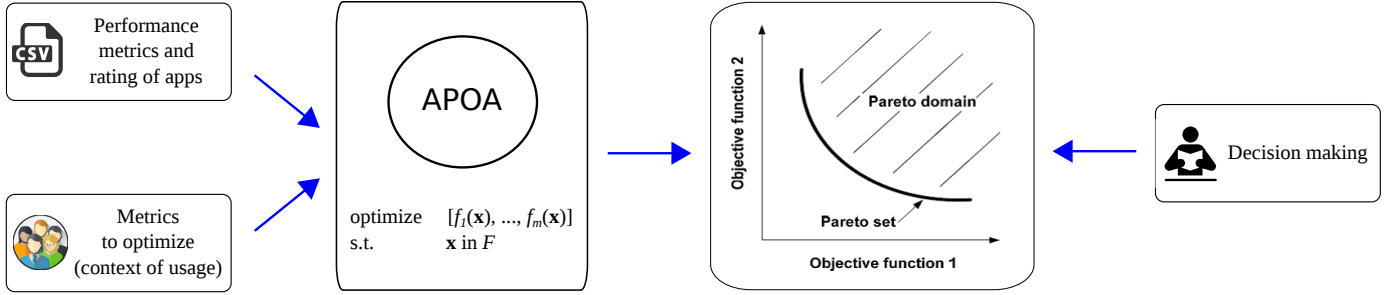 CSV
Performance
metrics and
rating of apps
Metrics
to optimize
(context of usage)
APOA
optimize [f1(x), ..., fm(x)]
s.t. x in F
Objective function 2
Pareto domain
Pareto set
Objective function 1
Decision making